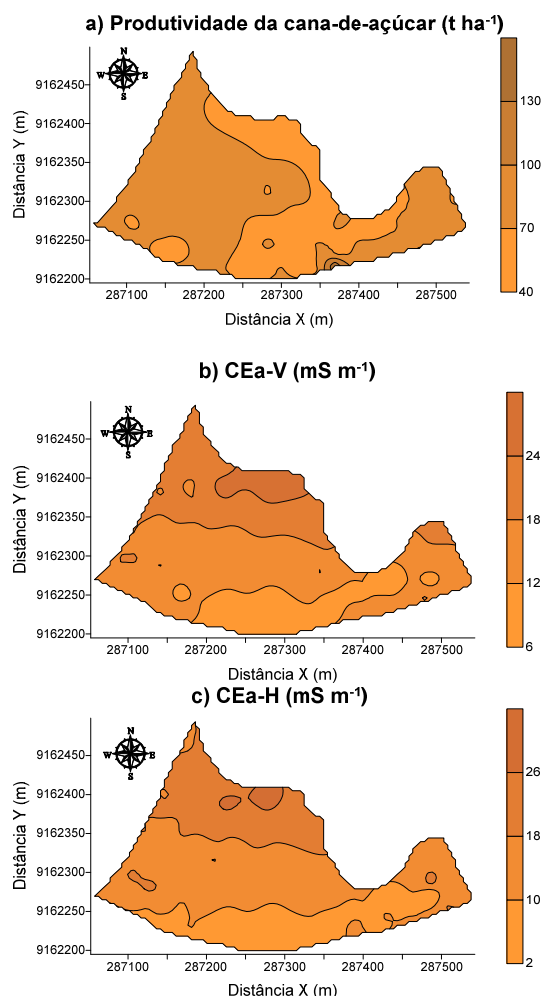 a) Produtividade da cana-de-açúcar (t ha⁻¹)
N
W E
S
9162450
9162400
9162350
9162300
9162250
9162200
Distância Y (m)
287100 287200 287300 287400 287500
Distância X (m)
130
100
70
40
b) CEa-V (mS m⁻¹)
N
W E
S
9162450
9162400
9162350
9162300
9162250
9162200
Distância Y (m)
287100 287200 287300 287400 287500
Distância X (m)
24
18
12
6
c) CEa-H (mS m⁻¹)
N
W E
S
9162450
9162400
9162350
9162300
9162250
9162200
Distância Y (m)
287100 287200 287300 287400 287500
Distância X (m)
26
18
10
2